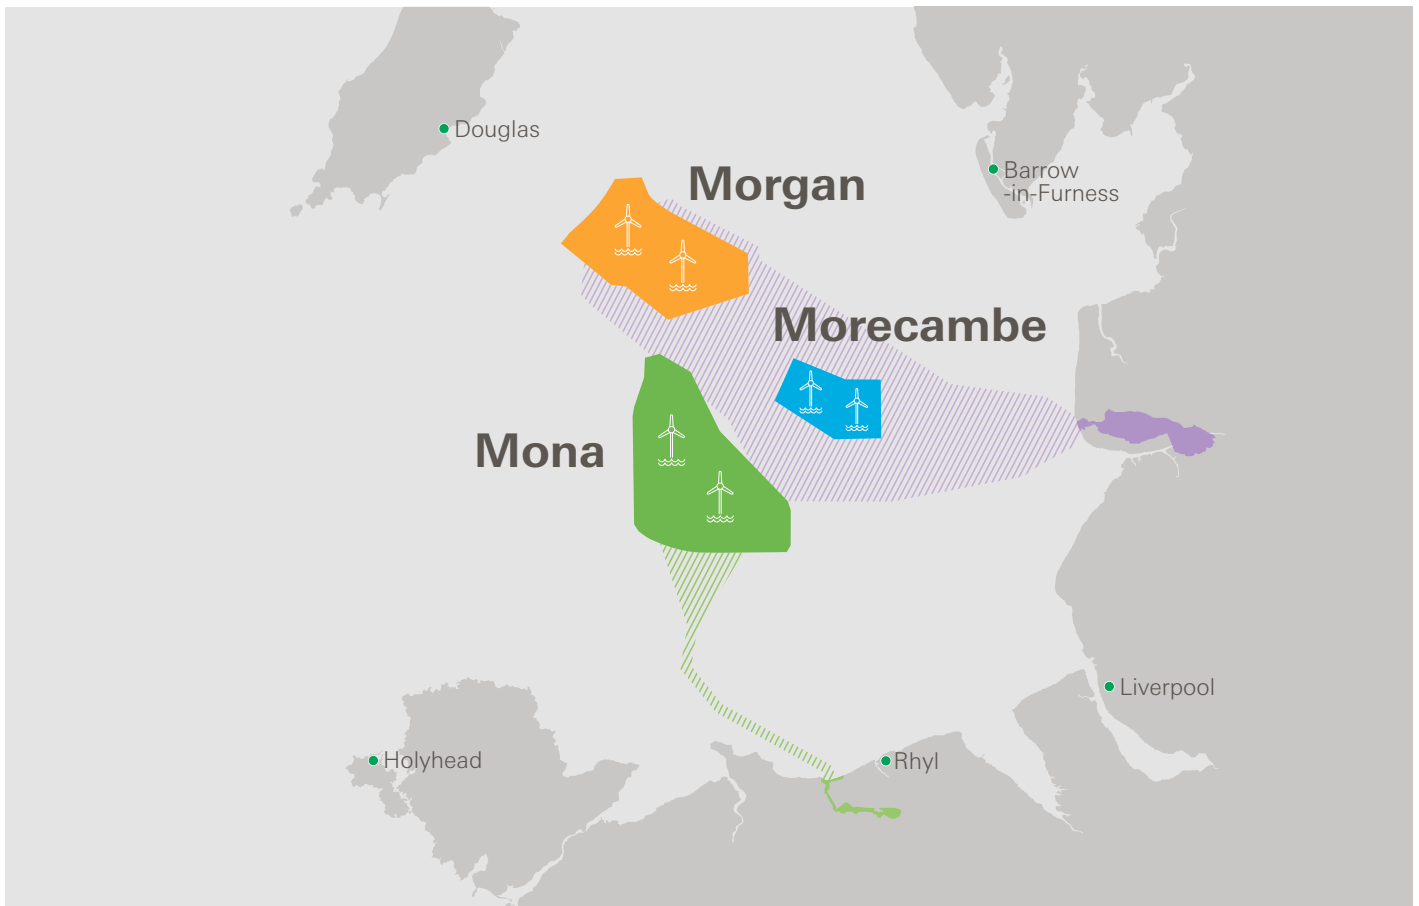 Douglas
Barrow
-in-Furness
Morgan
Morecambe
Mona
Liverpool
Holyhead
Rhyl